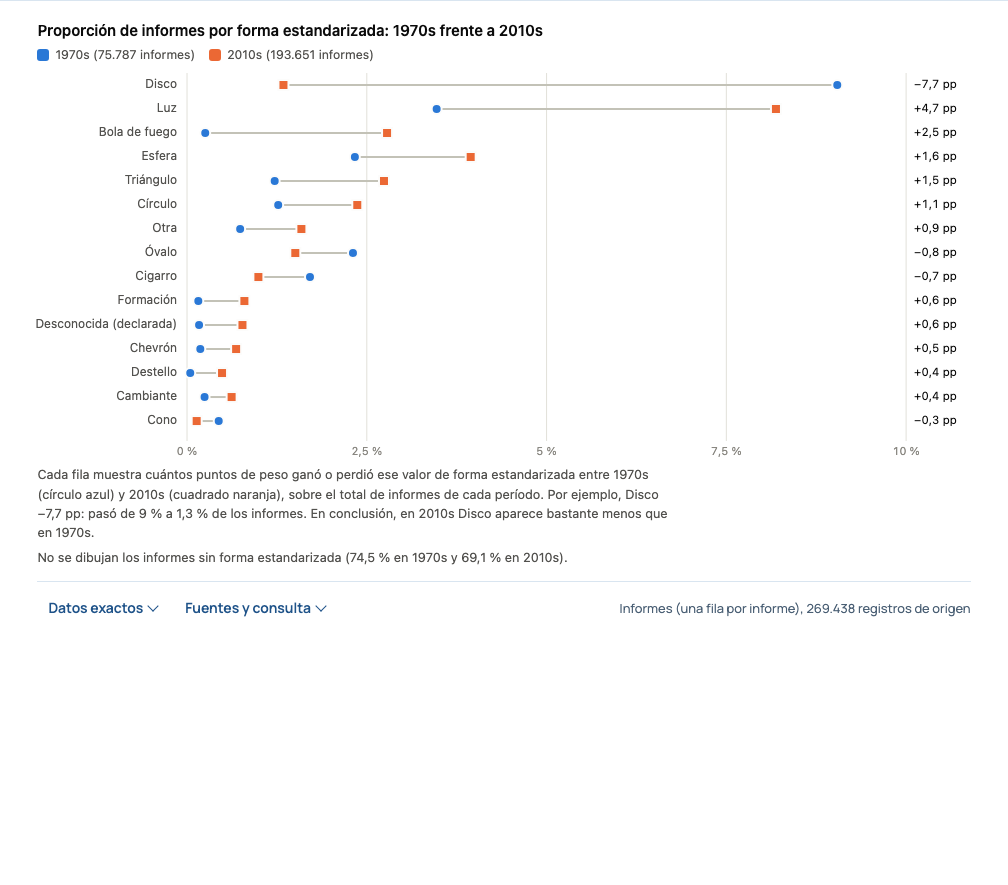 Proporción de informes por forma estandarizada: 1970s frente a 2010s
1970s (75.787 informes) 2010s (193.651 informes)
Disco −7,7 pp
Luz +4,7 pp
Bola de fuego +2,5 pp
Esfera +1,6 pp
Triángulo +1,5 pp
Círculo +1,1 pp
Otra +0,9 pp
Óvalo −0,8 pp
Cigarro −0,7 pp
Formación +0,6 pp
Desconocida (declarada) +0,6 pp
Chevrón +0,5 pp
Destello +0,4 pp
Cambiante +0,4 pp
Cono −0,3 pp
0 % 2,5 % 5 % 7,5 % 10 %
Cada fila muestra cuántos puntos de peso ganó o perdió ese valor de forma estandarizada entre 1970s
(círculo azul) y 2010s (cuadrado naranja), sobre el total de informes de cada período. Por ejemplo, Disco
−7,7 pp: pasó de 9 % a 1,3 % de los informes. En conclusión, en 2010s Disco aparece bastante menos que
en 1970s.
No se dibujan los informes sin forma estandarizada (74,5 % en 1970s y 69,1 % en 2010s).
Datos exactos Fuentes y consulta Informes (una fila por informe), 269.438 registros de origen